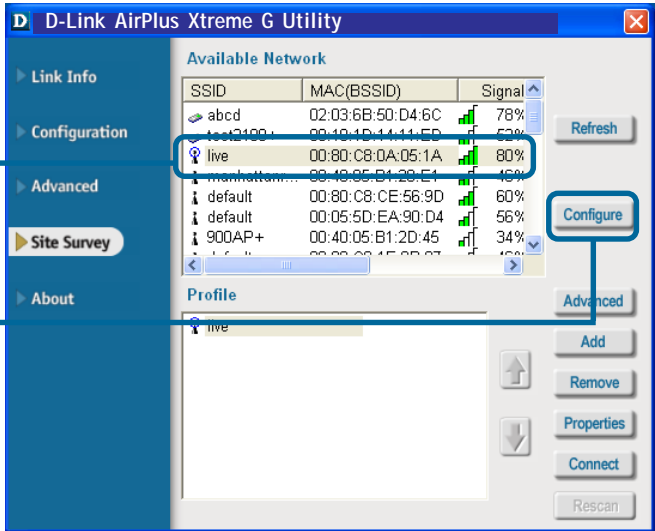 D D-Link AirPlus Xtreme G Utility
Link Info
Configuration
Advanced
Site Survey
About
Available Network
SSID MAC(BSSID) Signal
abcd 02:03:6B:50:D4:6C 78%
live 00:80:C8:0A:05:1A 80%
default 00:80:C8:CE:56:9D 60%
default 00:05:5D:EA:90:D4 56%
900AP+ 00:40:05:B1:2D:45 34%
Profile
live
Refresh
Configure
Advanced
Add
Remove
Properties
Connect
Rescan